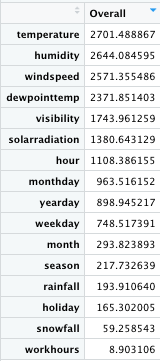 Overall
temperature 2701.488867
humidity 2644.084595
windspeed 2571.355486
dewpointtemp 2371.851403
visibility 1743.961259
solarradiation 1380.643129
hour 1108.386155
monthday 963.516152
yearday 898.945217
weekday 748.517391
month 293.823893
season 217.732639
rainfall 193.910640
holiday 165.302005
snowfall 59.258543
workhours 8.903106